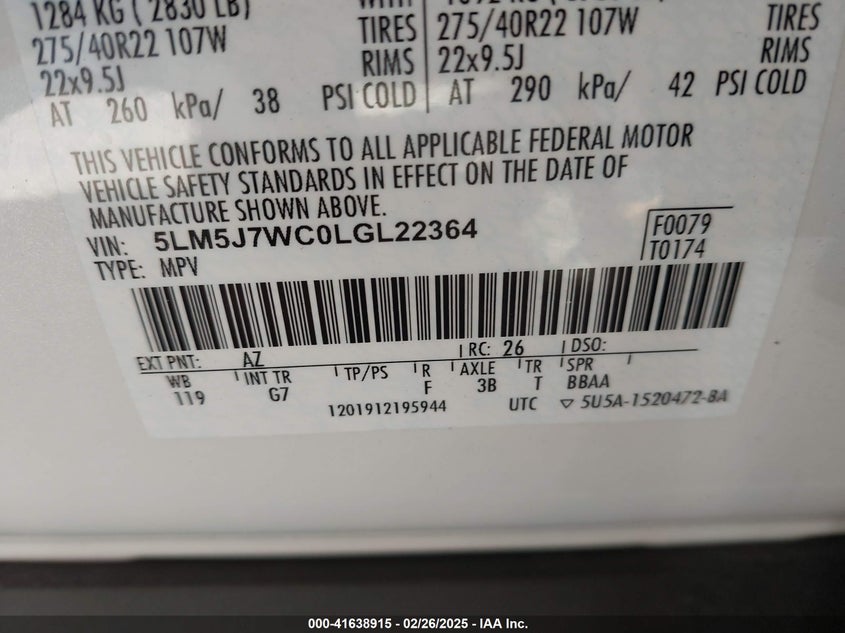 1284 KG ( 2830 LB)
275/40R22 107W TIRES
22x9.5J RIMS
AT 260 kPa/ 38 PSI COLD
275/40R22 107W TIRES
22x9.5J RIMS
AT 290 kPa/ 42 PSI COLD
THIS VEHICLE CONFORMS TO ALL APPLICABLE FEDERAL MOTOR
VEHICLE SAFETY STANDARDS IN EFFECT ON THE DATE OF
MANUFACTURE SHOWN ABOVE.
VIN: 5LM5J7WC0LGL22364
TYPE: MPV
F0079
T0174
EXT PNT: AZ RC: 26 DSO:
WB INT TR TP/PS R AXLE TR SPR
119 G7 F 3B T BBAA
1201912195944 UTC ▽ 5U5A-1520472-BA
000-41638915 - 02/26/2025 - IAA Inc.